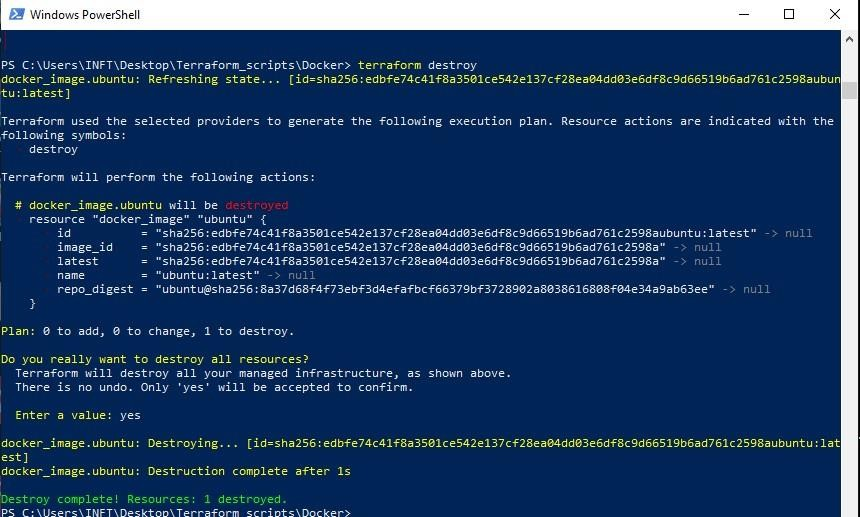 Windows PowerShell
PS C:\Users\INFT\Desktop\Terraform_scripts\Docker> terraform destroy
docker_image.ubuntu: Refreshing state... [id=sha256:edbfe74c41f8a3501ce542e137cf28ea04dd03e6df8c9d66519b6ad761c2598aubun
tu:latest]
Terraform used the selected providers to generate the following execution plan. Resource actions are indicated with the
following symbols:
- destroy
Terraform will perform the following actions:
# docker_image.ubuntu will be destroyed
- resource "docker_image" "ubuntu" {
- id = "sha256:edbfe74c41f8a3501ce542e137cf28ea04dd03e6df8c9d66519b6ad761c2598aubuntu:latest" -> null
- image_id = "sha256:edbfe74c41f8a3501ce542e137cf28ea04dd03e6df8c9d66519b6ad761c2598a" -> null
- latest = "sha256:edbfe74c41f8a3501ce542e137cf28ea04dd03e6df8c9d66519b6ad761c2598a" -> null
- name = "ubuntu:latest" -> null
- repo_digest = "ubuntu@sha256:8a37d68f4f73ebf3d4efafbcf66379bf3728902a8038616808f04e34a9ab63ee" -> null
}
Plan: 0 to add, 0 to change, 1 to destroy.
Do you really want to destroy all resources?
Terraform will destroy all your managed infrastructure, as shown above.
There is no undo. Only 'yes' will be accepted to confirm.
Enter a value: yes
docker_image.ubuntu: Destroying... [id=sha256:edbfe74c41f8a3501ce542e137cf28ea04dd03e6df8c9d66519b6ad761c2598aubuntu:lat
est]
docker_image.ubuntu: Destruction complete after 1s
Destroy complete! Resources: 1 destroyed.
PS C:\Users\INFT\Desktop\Terraform_scripts\Docker>